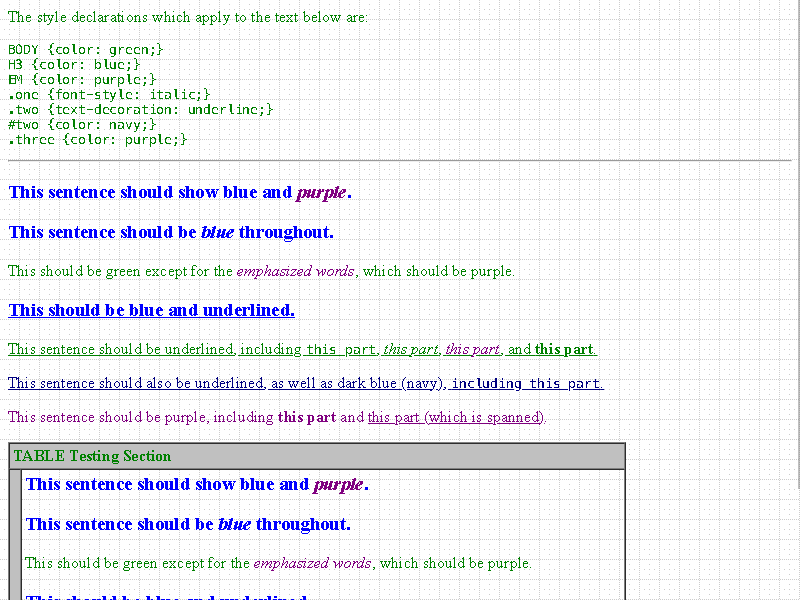 The style declarations which apply to the text below are:
BODY {color: green;}
H3 {color: blue;}
EM {color: purple;}
.one {font-style: italic;}
.two {text-decoration: underline;}
#two {color: navy;}
.three {color: purple;}
This sentence should show blue and purple.
This sentence should be blue throughout.
This should be green except for the emphasized words, which should be purple.
This should be blue and underlined.
This sentence should be underlined, including this part, this part, this part, and this part.
This sentence should also be underlined, as well as dark blue (navy), including this part.
This sentence should be purple, including this part and this part (which is spanned).
TABLE Testing Section
This sentence should show blue and purple.
This sentence should be blue throughout.
This should be green except for the emphasized words, which should be purple.
This should be blue and underlined.